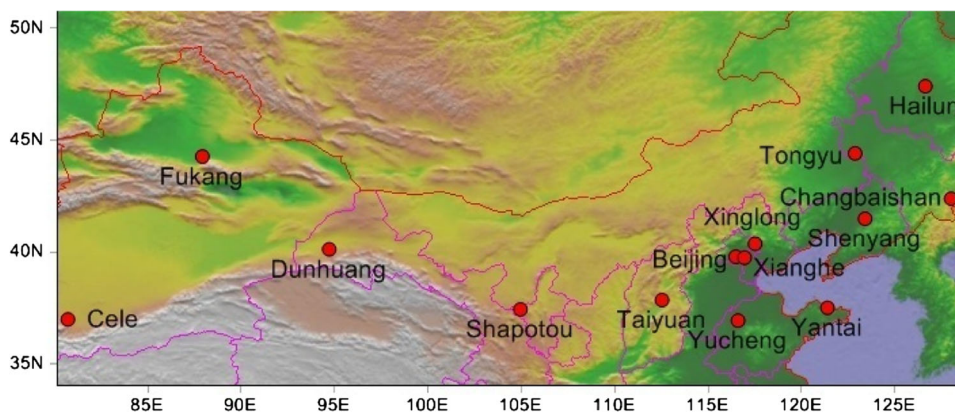 50N
Hailun
45N
Tongyu
Fukang
Changbaishan
Xinglong
Shenyang
40N
Beijing
Xianghe
Dunhuang
Cele
Shapotou
Taiyuan
Yantai
Yucheng
35N
85E 90E 95E 100E 105E 110E 115E 120E 125E